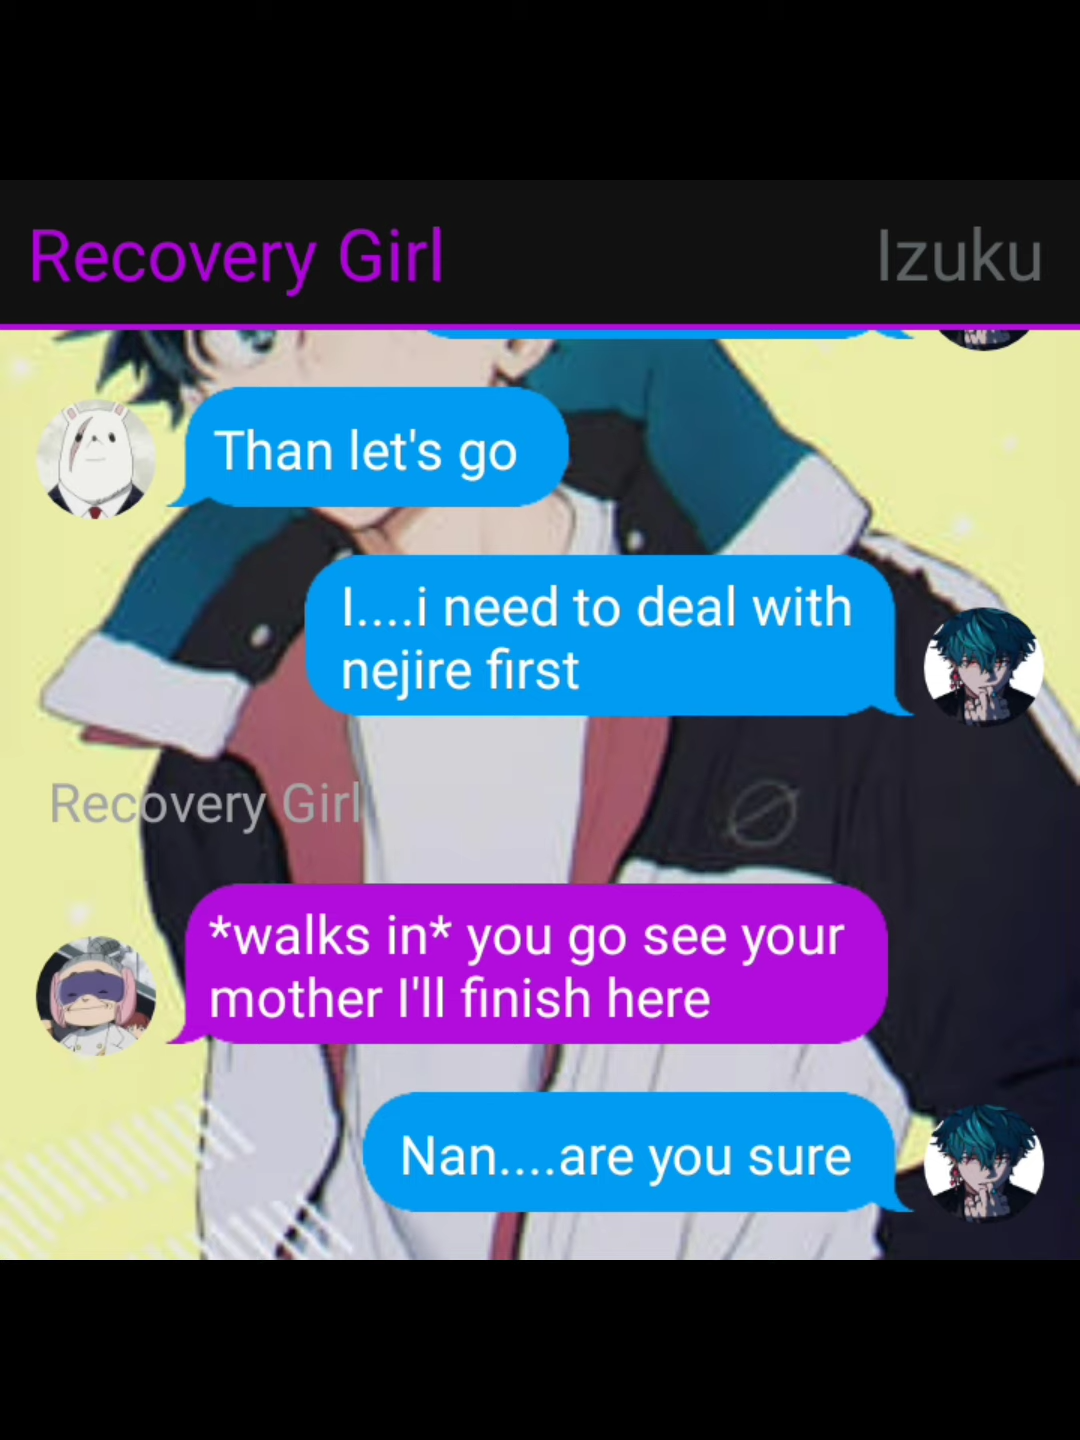 Recovery Girl
Izuku
Than let's go
I....i need to deal with
nejire first
Recovery Girl
*walks in* you go see your
mother I'll finish here
Nan....are you sure